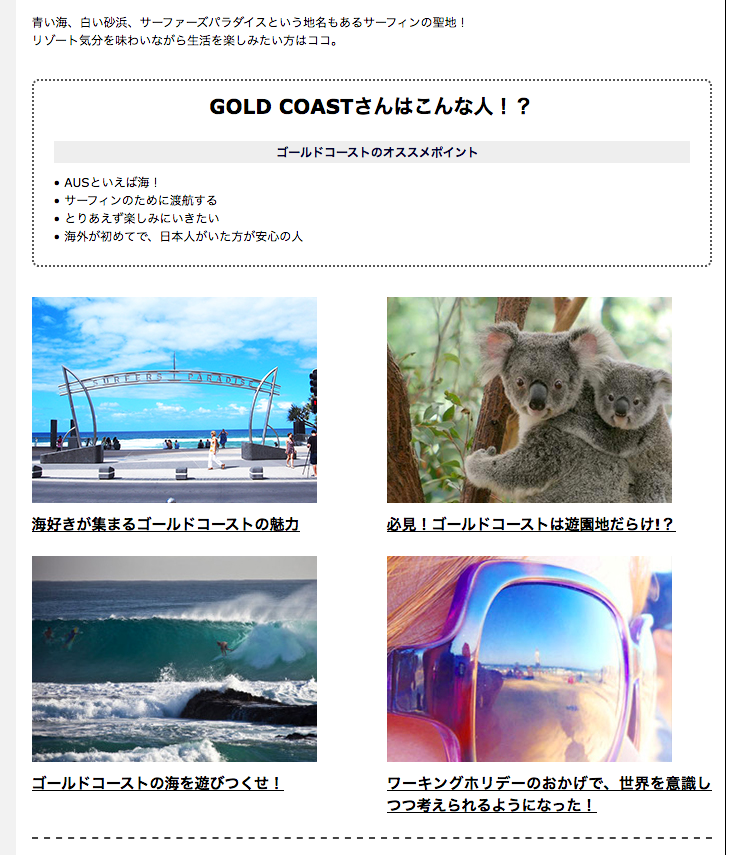 青い海、白い砂浜、サーファーズパラダイスという地名もあるサーフィンの聖地！
リゾート気分を味わいながら生活を楽しみたい方はココ。
GOLD COASTさんはこんな人！？
ゴールドコーストのオススメポイント
• AUSといえば海！
• サーフィンのために渡航する
• とりあえず楽しみにいきたい
• 海外が初めてで、日本人がいた方が安心の人
SURFERS PARADISE
海好きが集まるゴールドコーストの魅力
必見！ゴールドコーストは遊園地だらけ!？
ゴールドコーストの海を遊びつくせ！
ワーキングホリデーのおかげで、世界を意識し
つつ考えられるようになった！